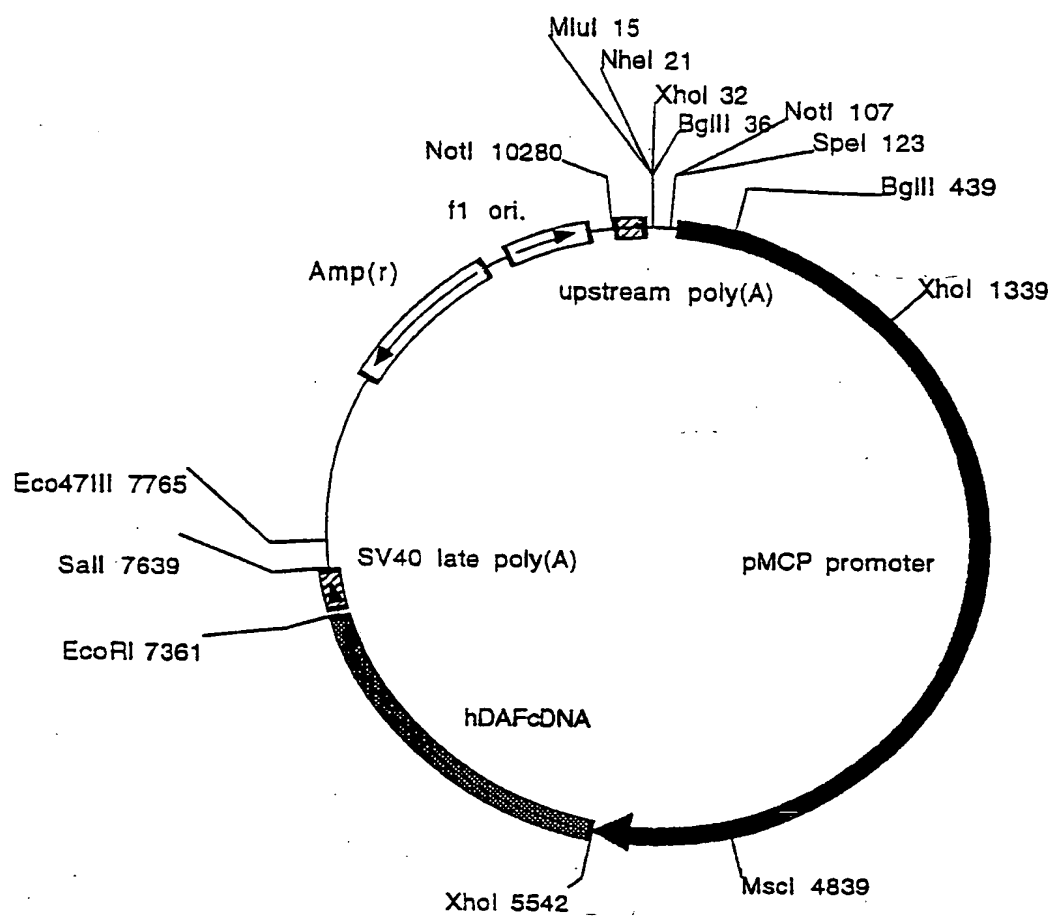 MluI 15
NheI 21
XhoI 32
BglII 36
NotI 107
SpeI 123
NotI 10280
BglII 439
f1 ori.
Amp(r)
upstream poly(A)
XhoI 1339
Eco47III 7765
SalI 7639
SV40 late poly(A)
pMCP promoter
EcoRI 7361
hDAFcDNA
XhoI 5542
MscI 4839